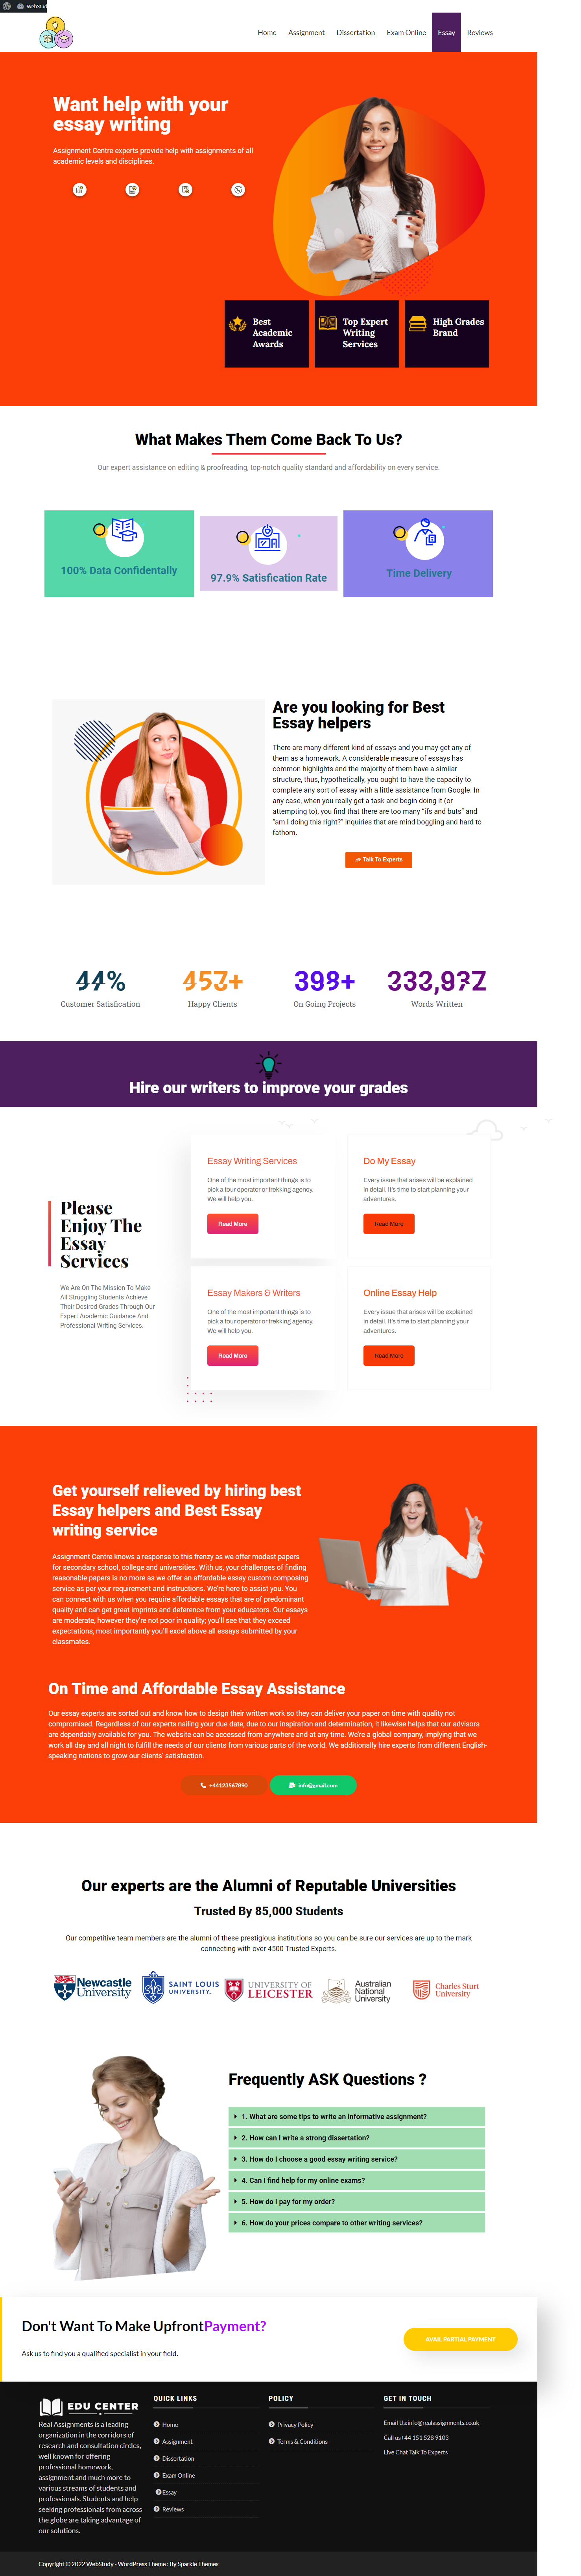 WebStud
Home Assignment Dissertation Exam Online Essay Reviews
Want help with your
essay writing
Assignment Centre experts provide help with assignments of all
academic levels and disciplines.
Best
Academic
Awards
Top Expert
Writing
Services
High Grades
Brand
What Makes Them Come Back To Us?
Our expert assistance on editing & proofreading, top-notch quality standard and affordability on every service.
100% Data Confidentally
97.9% Satisfication Rate
Time Delivery
Are you looking for Best
Essay helpers
There are many different kind of essays and you may get any of
them as a homework. A considerable measure of essays has
common highlights and the majority of them have a similar
structure, thus, hypothetically, you ought to have the capacity to
complete any sort of essay with a little assistance from Google. In
any case, when you really get a task and begin doing it (or
attempting to), you find that there are too many "ifs and buts" and
"am I doing this right?" inquiries that are mind boggling and hard to
fathom.
Talk To Experts
Customer Satisfication
Happy Clients
On Going Projects
Words Written
Hire our writers to improve your grades
Please
Enjoy The
Essay
Services
We Are On The Mission To Make
All Struggling Students Achieve
Their Desired Grades Through Our
Expert Academic Guidance And
Professional Writing Services.
Essay Writing Services
One of the most important things is to
pick a tour operator or trekking agency.
We will help you.
Read More
Do My Essay
Every issue that arises will be explained
in detail. It's time to start planning your
adventures.
Read More
Essay Makers & Writers
One of the most important things is to
pick a tour operator or trekking agency.
We will help you.
Read More
Online Essay Help
Every issue that arises will be explained
in detail. It's time to start planning your
adventures.
Read More
Get yourself relieved by hiring best
Essay helpers and Best Essay
writing service
Assignment Centre knows a response to this frenzy as we offer modest papers
for secondary school, college and universities. With us, your challenges of finding
reasonable papers is no more as we offer an affordable essay custom composing
service as per your requirement and instructions. We're here to assist you. You
can connect with us when you require affordable essays that are of predominant
quality and can get great imprints and deference from your educators. Our essays
are moderate, however they're not poor in quality; you'll see that they exceed
expectations, most importantly you'll excel above all essays submitted by your
classmates.
On Time and Affordable Essay Assistance
Our essay experts are sorted out and know how to design their written work so they can deliver your paper on time with quality not
compromised. Regardless of our experts nailing your due date, due to our inspiration and determination, it likewise helps that our advisors
are dependably available for you. The website can be accessed from anywhere and at any time. We're a global company, implying that we
work all day and all night to fulfill the needs of our clients from various parts of the world. We additionally hire experts from different English-
speaking nations to grow our clients' satisfaction.
+44123567890
info@gmail.com
Our experts are the Alumni of Reputable Universities
Trusted By 85,000 Students
Our competitive team members are the alumni of these prestigious institutions so you can be sure our services are up to the mark
connecting with over 4500 Trusted Experts.
Newcastle
University
SAINT LOUIS
UNIVERSITY.
UNIVERSITY OF
LEICESTER
Australian
National
University
Charles Sturt
University
Frequently ASK Questions ?
1. What are some tips to write an informative assignment?
2. How can I write a strong dissertation?
3. How do I choose a good essay writing service?
4. Can I find help for my online exams?
5. How do I pay for my order?
6. How do your prices compare to other writing services?
Don't Want To Make UpfrontPayment?
Ask us to find you a qualified specialist in your field.
AVAIL PARTIAL PAYMENT
EDU CENTER
Real Assignments is a leading
organization in the corridors of
research and consultation circles,
well known for offering
professional homework,
assignment and much more to
various streams of students and
professionals. Students and help
seeking professionals from across
the globe are taking advantage of
our solutions.
QUICK LINKS
Home
Assignment
Dissertation
Exam Online
Essay
Reviews
POLICY
Privacy Policy
Terms & Conditions
GET IN TOUCH
Email Us:info@realassignments.co.uk
Call us+44 151 528 9103
Live Chat Talk To Experts
Copyright © 2022 WebStudy - WordPress Theme : By Sparkle Themes